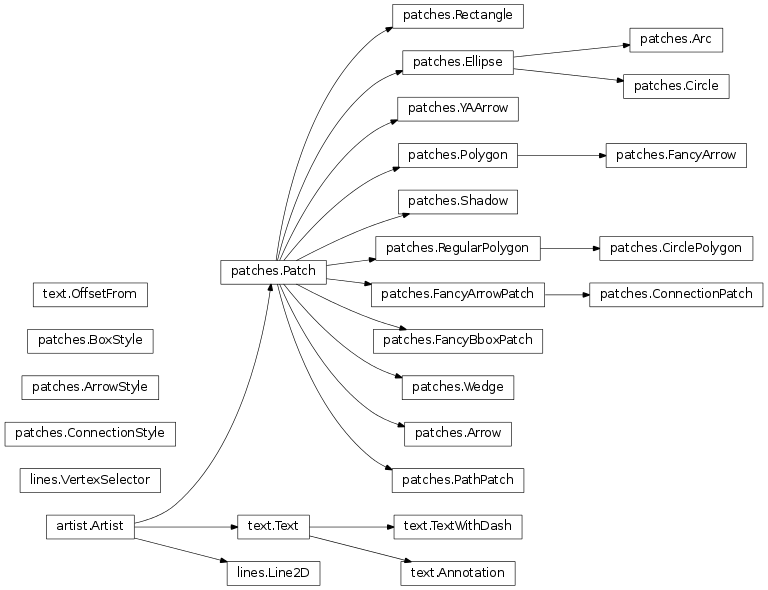 patches.Rectangle
patches.Arc
patches.Ellipse
patches.Circle
patches.YAArrow
patches.Polygon
patches.FancyArrow
patches.Shadow
patches.RegularPolygon
patches.CirclePolygon
patches.Patch
text.OffsetFrom
patches.FancyArrowPatch
patches.ConnectionPatch
patches.BoxStyle
patches.FancyBboxPatch
patches.ArrowStyle
patches.Wedge
patches.ConnectionStyle
patches.Arrow
lines.VertexSelector
patches.PathPatch
artist.Artist
text.Text
text.TextWithDash
lines.Line2D
text.Annotation